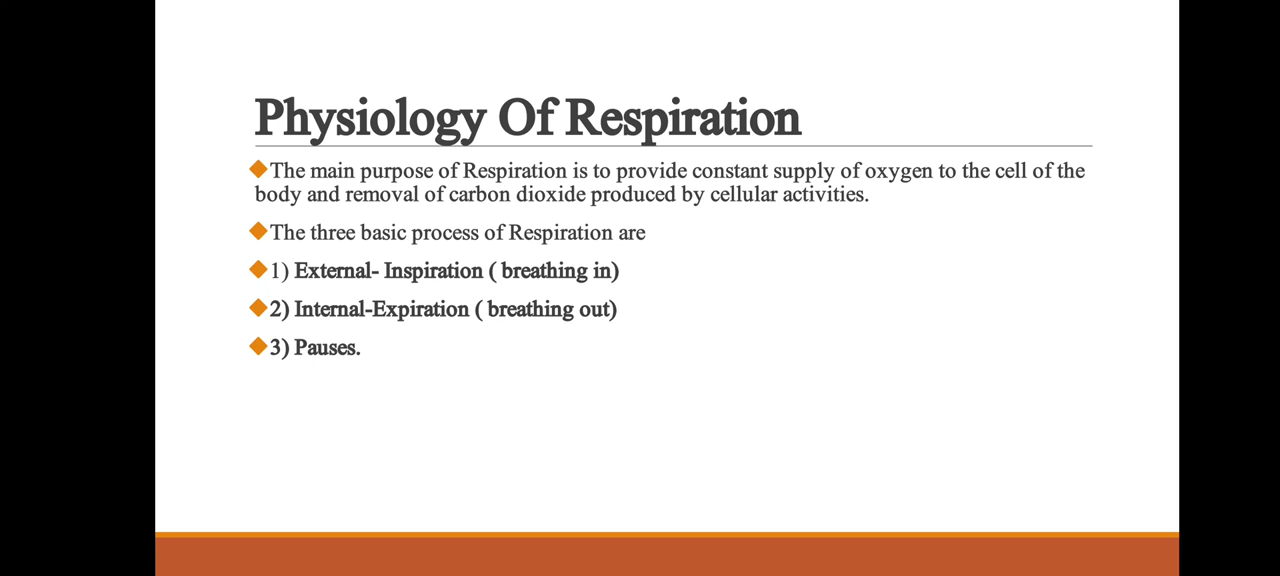 Physiology Of Respiration
The main purpose of Respiration is to provide constant supply of oxygen to the cell of the
body and removal of carbon dioxide produced by cellular activities.
The three basic process of Respiration are
1) External- Inspiration ( breathing in)
2) Internal-Expiration ( breathing out)
3) Pauses.